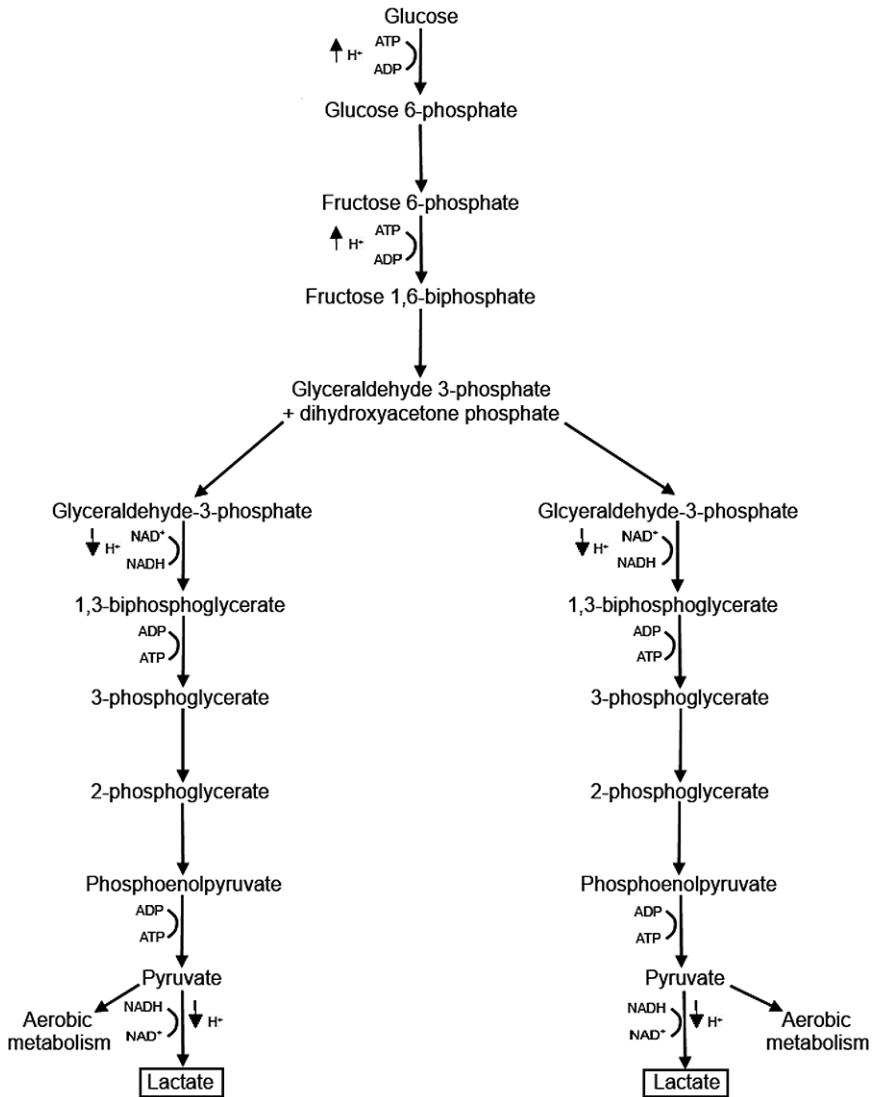 Glucose
ATP
H⁺
ADP
Glucose 6-phosphate
Fructose 6-phosphate
ATP
H⁺
ADP
Fructose 1,6-biphosphate
Glyceraldehyde 3-phosphate
+ dihydroxyacetone phosphate
Glyceraldehyde-3-phosphate
NAD⁺
H⁺
NADH
1,3-biphosphoglycerate
ADP
ATP
3-phosphoglycerate
2-phosphoglycerate
Phosphoenolpyruvate
ADP
ATP
Pyruvate
Aerobic
metabolism
NADH
H⁺
NAD⁺
Lactate
Glcyeraldehyde-3-phosphate
NAD⁺
H⁺
NADH
1,3-biphosphoglycerate
ADP
ATP
3-phosphoglycerate
2-phosphoglycerate
Phosphoenolpyruvate
ADP
ATP
Pyruvate
NADH
H⁺
NAD⁺
Aerobic
metabolism
Lactate